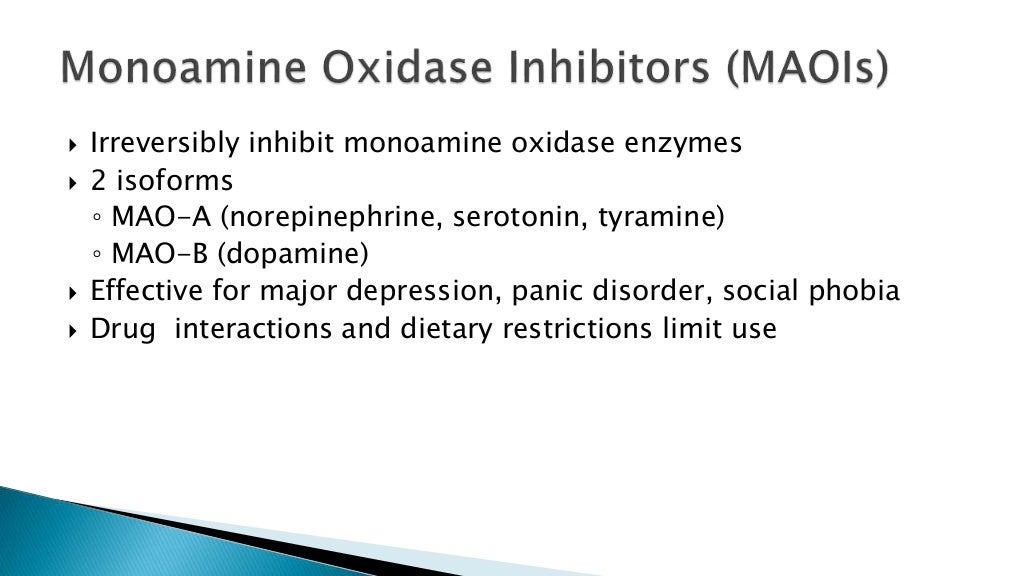 Monoamine Oxidase Inhibitors (MAOIs)
Irreversibly inhibit monoamine oxidase enzymes
2 isoforms
MAO-A (norepinephrine, serotonin, tyramine)
MAO-B (dopamine)
Effective for major depression, panic disorder, social phobia
Drug  interactions and dietary restrictions limit use